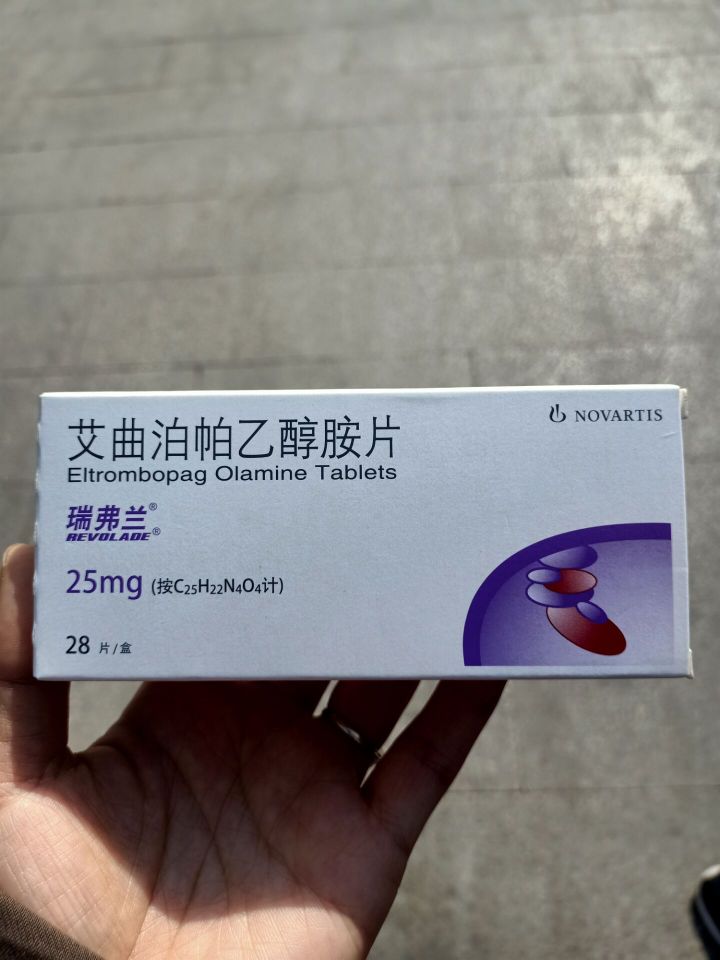 艾曲泊帕乙醇胺片
NOVARTIS
Eltrombopag Olamine Tablets
瑞弗兰®
REVOLADE®
25mg (按C₂₅H₂₂N₄O₄计)
28 片/盒